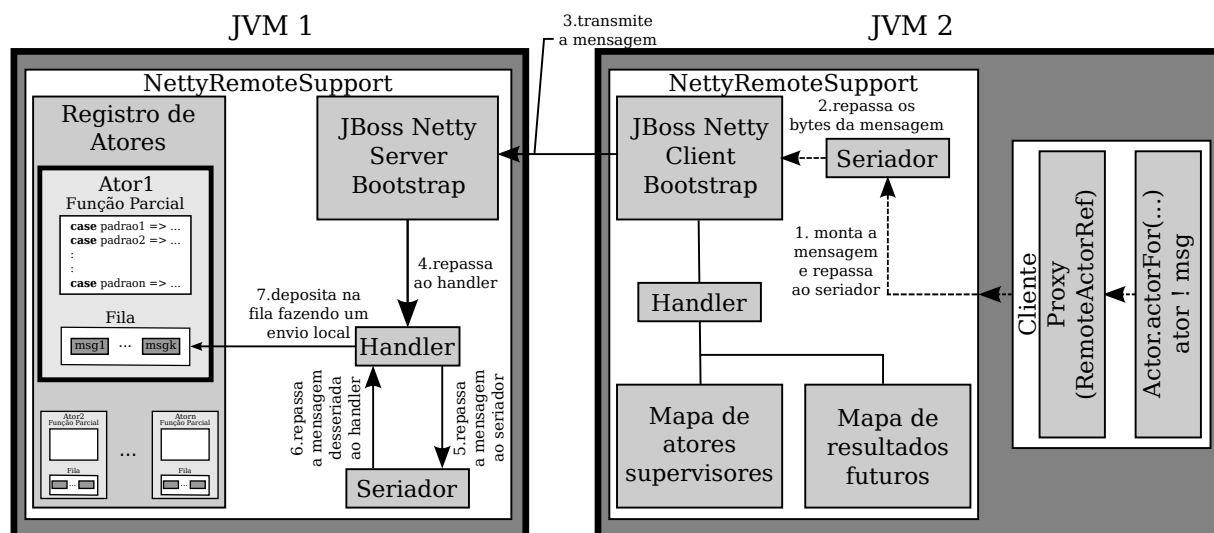 JVM 1
NettyRemoteSupport
Registro de
Atores
Ator1
Função Parcial
case padrao1 => ...
case padrao2 => ...
:
:
case padraon => ...
Fila
msg1 ... msgk
Ator2
Função Parcial
Fila
...
...
Atorn
Função Parcial
Fila
...
JBoss Netty
Server
Bootstrap
4.repassa
ao handler
7.deposita na
fila fazendo um
envio local
Handler
6.repassa
a mensagem
desseriada
ao handler
5.repassa
a mensagem
ao seriador
Seriador
3.transmite
a mensagem
JVM 2
NettyRemoteSupport
JBoss Netty
Client
Bootstrap
2.repassa os
bytes da mensagem
Seriador
1. monta a
mensagem
e repassa
ao seriador
Handler
Mapa de
atores
supervisores
Mapa de
resultados
futuros
Cliente
Proxy
(RemoteActorRef)
Actor.actorFor(...)
ator ! msg